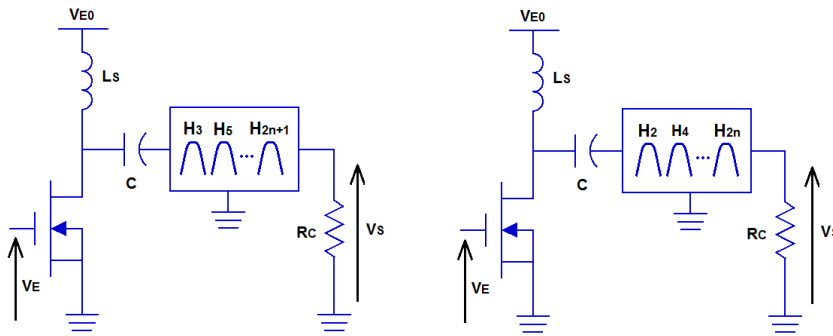 VE0
LS
H3 H5 ... H2n+1
C
RC
VS
VE
VE0
LS
H2 H4 ... H2n
C
RC
VS
VE